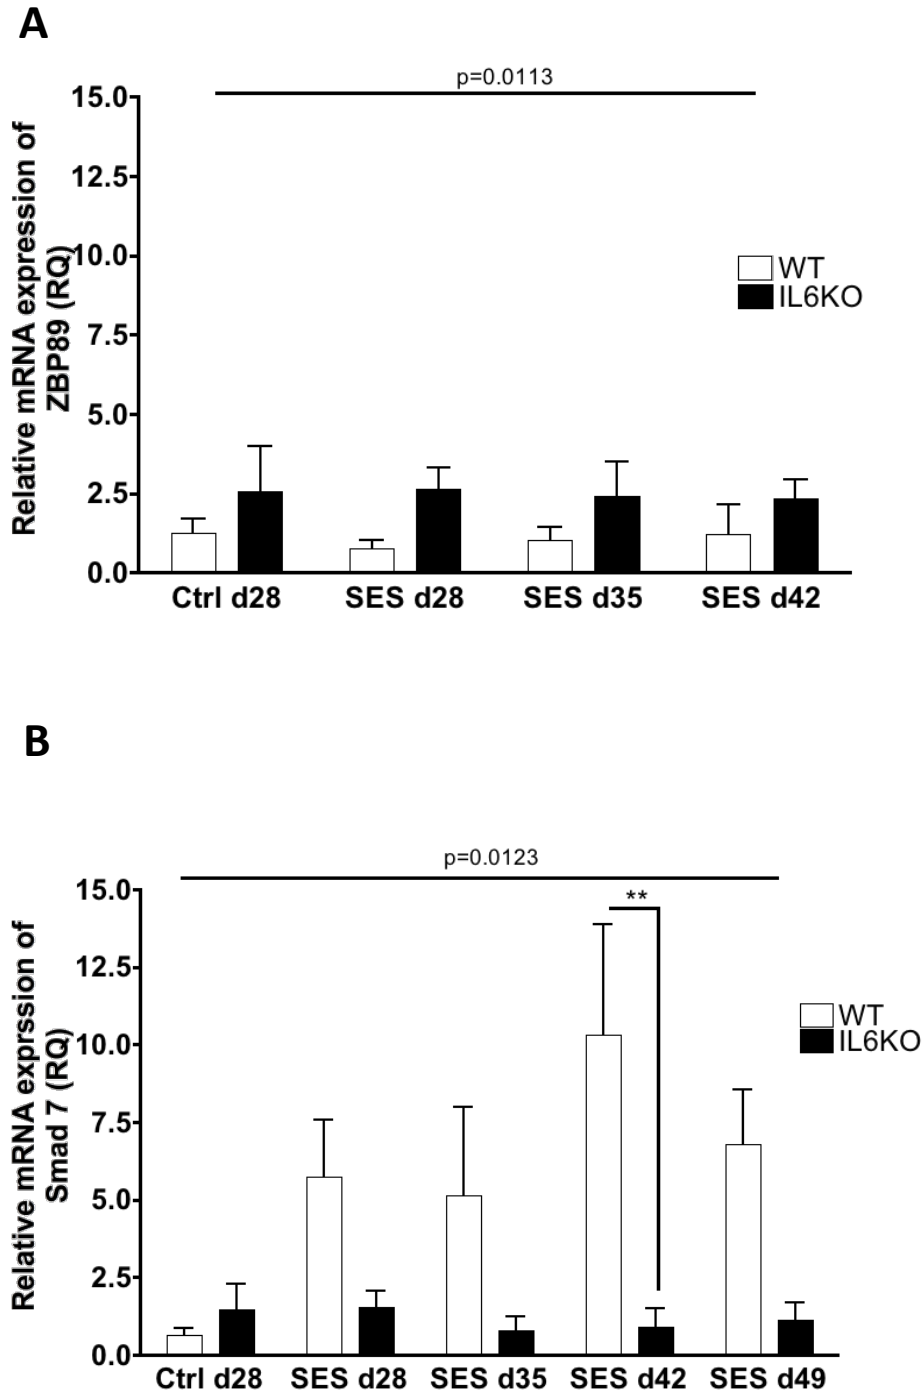 A
p=0.0113
15.0
12.5
10.0
7.5
5.0
2.5
0.0
Relative mRNA expression of
ZBP89 (RQ)
WT
IL6KO
Ctrl d28 SES d28 SES d35 SES d42
B
p=0.0123
**
15.0
12.5
10.0
7.5
5.0
2.5
0.0
Relative mRNA exprssion of
Smad 7 (RQ)
WT
IL6KO
Ctrl d28 SES d28 SES d35 SES d42 SES d49